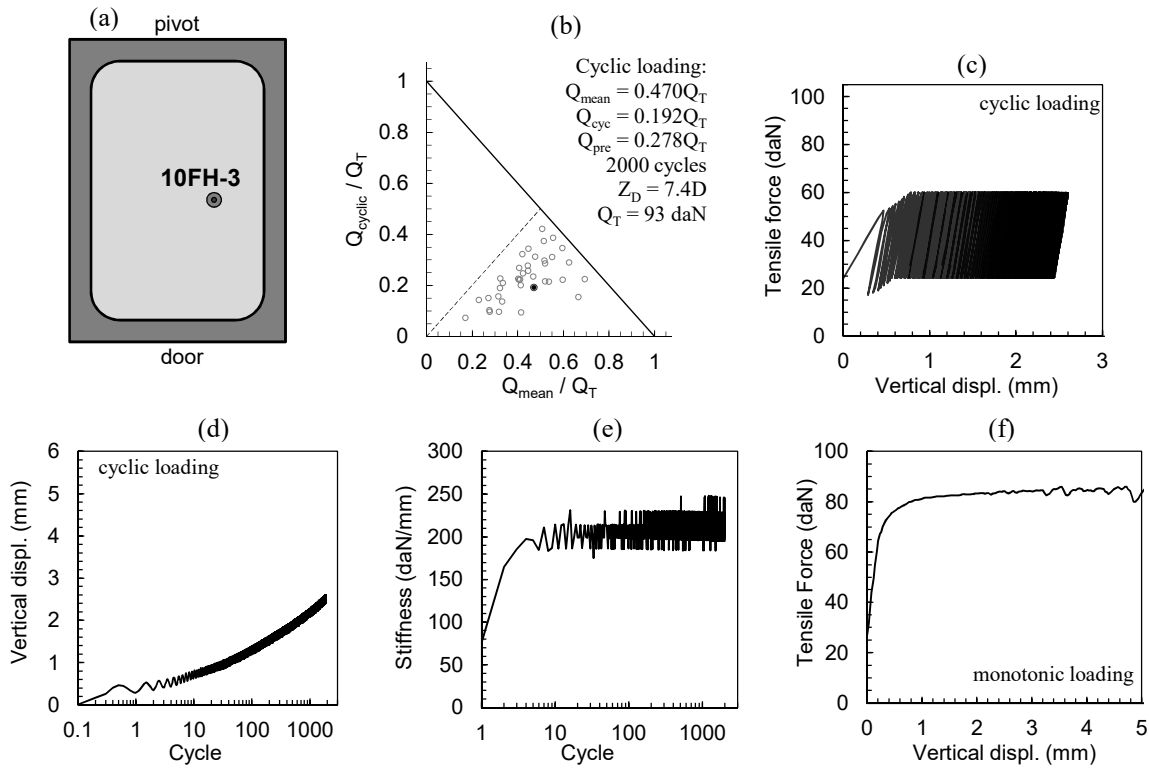 (a)
pivot
10FH-3
door
(b)
Cyclic loading:
Q_mean = 0.470Q_T
Q_cyc = 0.192Q_T
Q_pre = 0.278Q_T
2000 cycles
Z_D = 7.4D
Q_T = 93 daN
Q_cyclic / Q_T
1
0.8
0.6
0.4
0.2
0
0 0.2 0.4 0.6 0.8 1
Q_mean / Q_T
(c)
cyclic loading
Tensile force (daN)
100
80
60
40
20
0
0 1 2 3
Vertical displ. (mm)
(d)
cyclic loading
Vertical displ. (mm)
6
5
4
3
2
1
0
0.1 1 10 100 1000
Cycle
(e)
Stiffness (daN/mm)
300
250
200
150
100
50
0
1 10 100 1000
Cycle
(f)
Tensile Force (daN)
100
80
60
40
20
0
monotonic loading
0 1 2 3 4 5
Vertical displ. (mm)